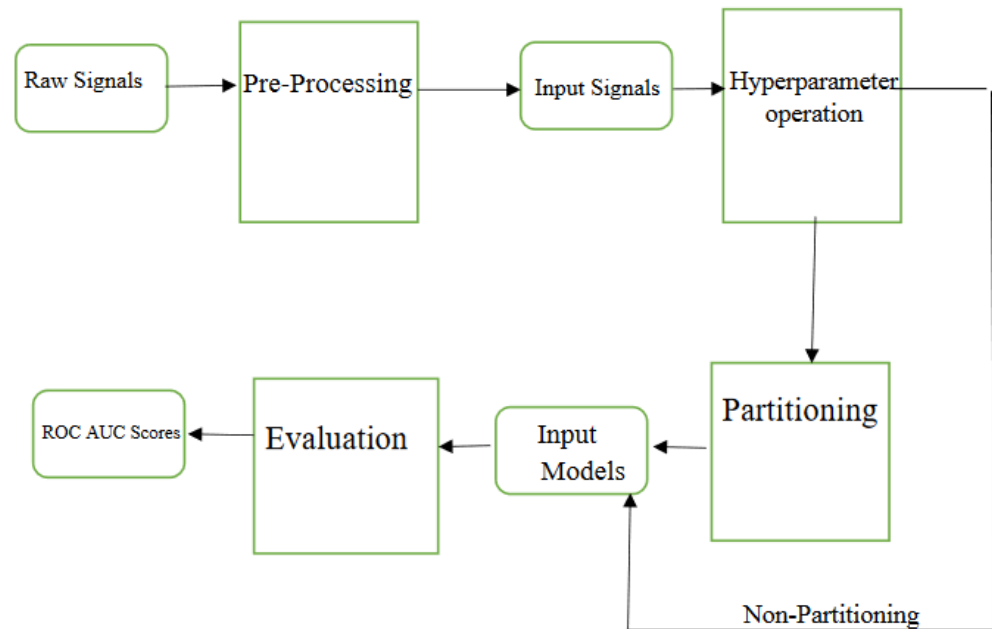 Raw Signals
Pre-Processing
Input Signals
Hyperparameter
operation
Partitioning
Input
Models
Evaluation
ROC AUC Scores
Non-Partitioning